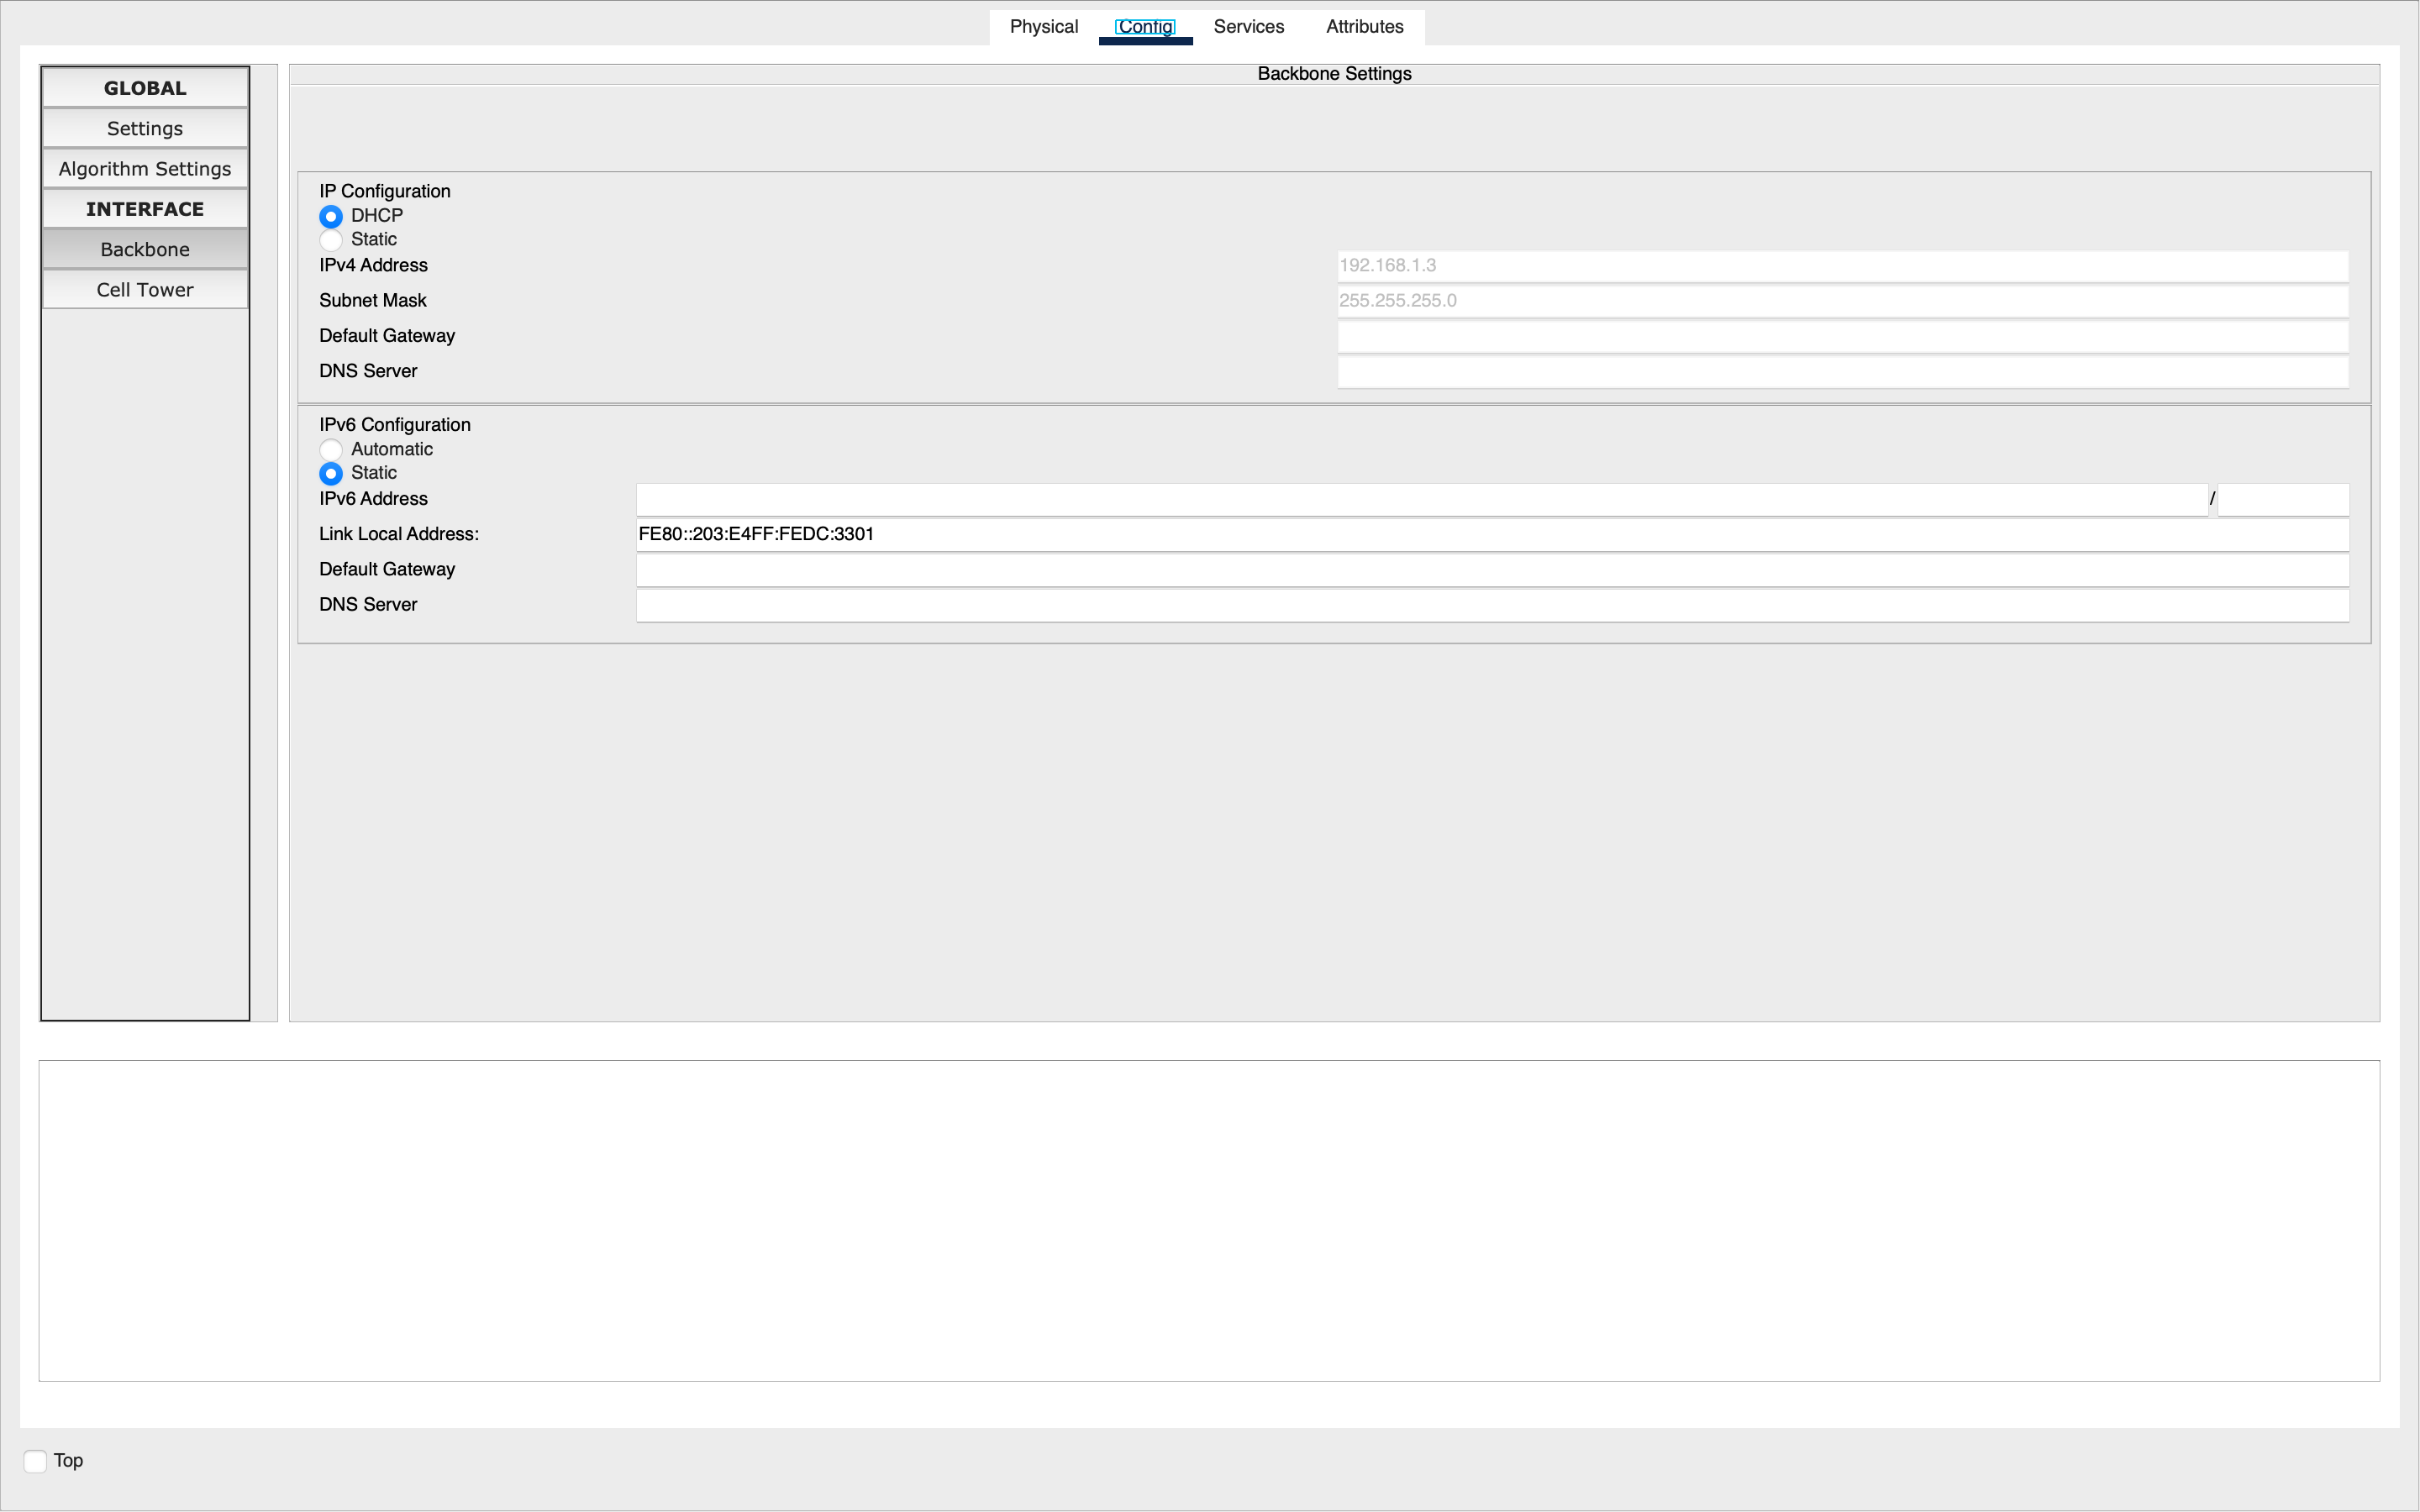 Physical Config Services Attributes
GLOBAL
Settings
Algorithm Settings
INTERFACE
Backbone
Cell Tower
Backbone Settings
IP Configuration
DHCP
Static
IPv4 Address 192.168.1.3
Subnet Mask 255.255.255.0
Default Gateway
DNS Server
IPv6 Configuration
Automatic
Static
IPv6 Address /
Link Local Address: FE80::203:E4FF:FEDC:3301
Default Gateway
DNS Server
Top